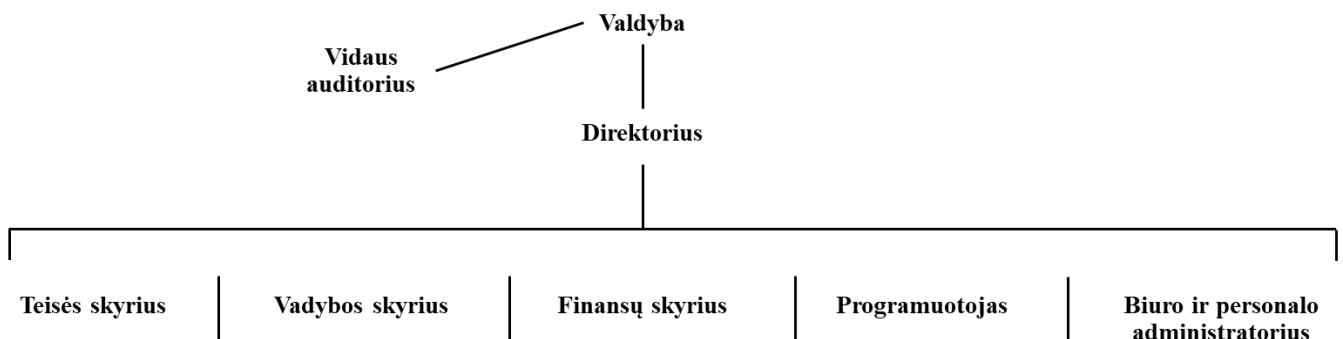 Valdyba
Vidaus
auditorius
Direktorius
Teisės skyrius
Vadybos skyrius
Finansų skyrius
Programuotojas
Biuro ir personalo
administratorius